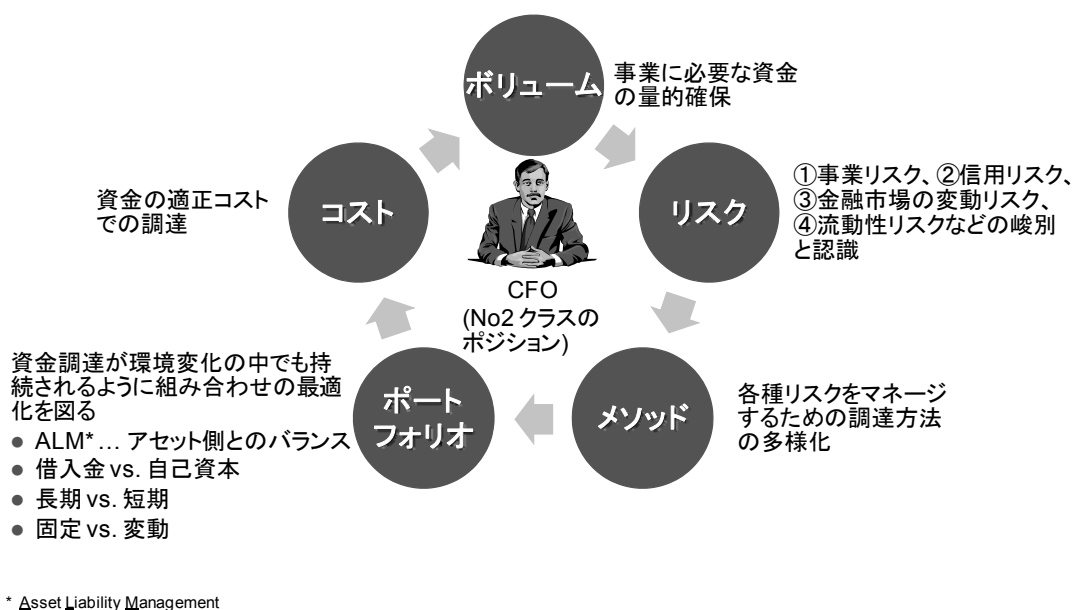 ボリューム
事業に必要な資金
の量的確保
リスク
①事業リスク、②信用リスク、
③金融市場の変動リスク、
④流動性リスクなどの峻別
と認識
メソッド
各種リスクをマネージ
するための調達方法
の多様化
ポート
フォリオ
資金調達が環境変化の中でも持
続されるように組み合わせの最適
化を図る
● ALM* … アセット側とのバランス
● 借入金 vs. 自己資本
● 長期 vs. 短期
● 固定 vs. 変動
コスト
資金の適正コスト
での調達
CFO
(No2 クラスの
ポジション)
* Asset Liability Management